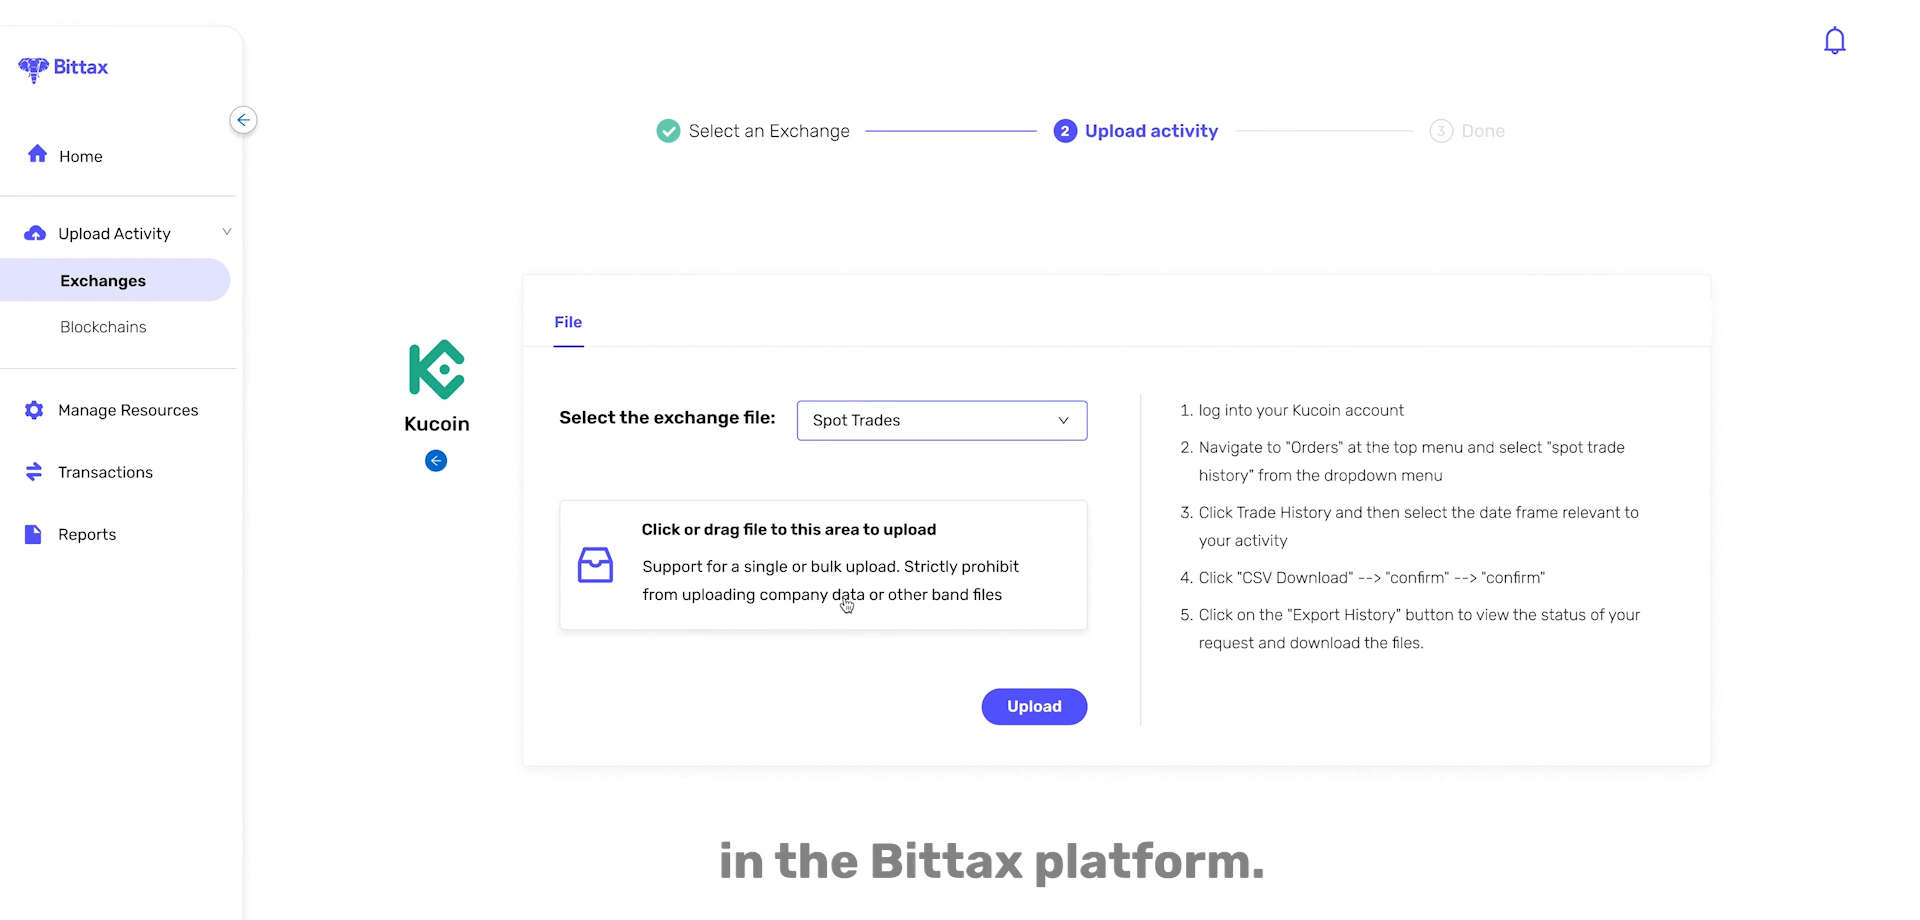 Bittax
Home
Upload Activity
Exchanges
Blockchains
Manage Resources
Transactions
Reports
Select an Exchange
2 Upload activity
3 Done
Kucoin
File
Select the exchange file:
Spot Trades
Click or drag file to this area to upload
Support for a single or bulk upload. Strictly prohibit
from uploading company data or other band files
Upload
1. log into your Kucoin account
2. Navigate to "Orders" at the top menu and select "spot trade
history" from the dropdown menu
3. Click Trade History and then select the date frame relevant to
your activity
4. Click "CSV Download" --> "confirm" --> "confirm"
5. Click on the "Export History" button to view the status of your
request and download the files.
in the Bittax platform.